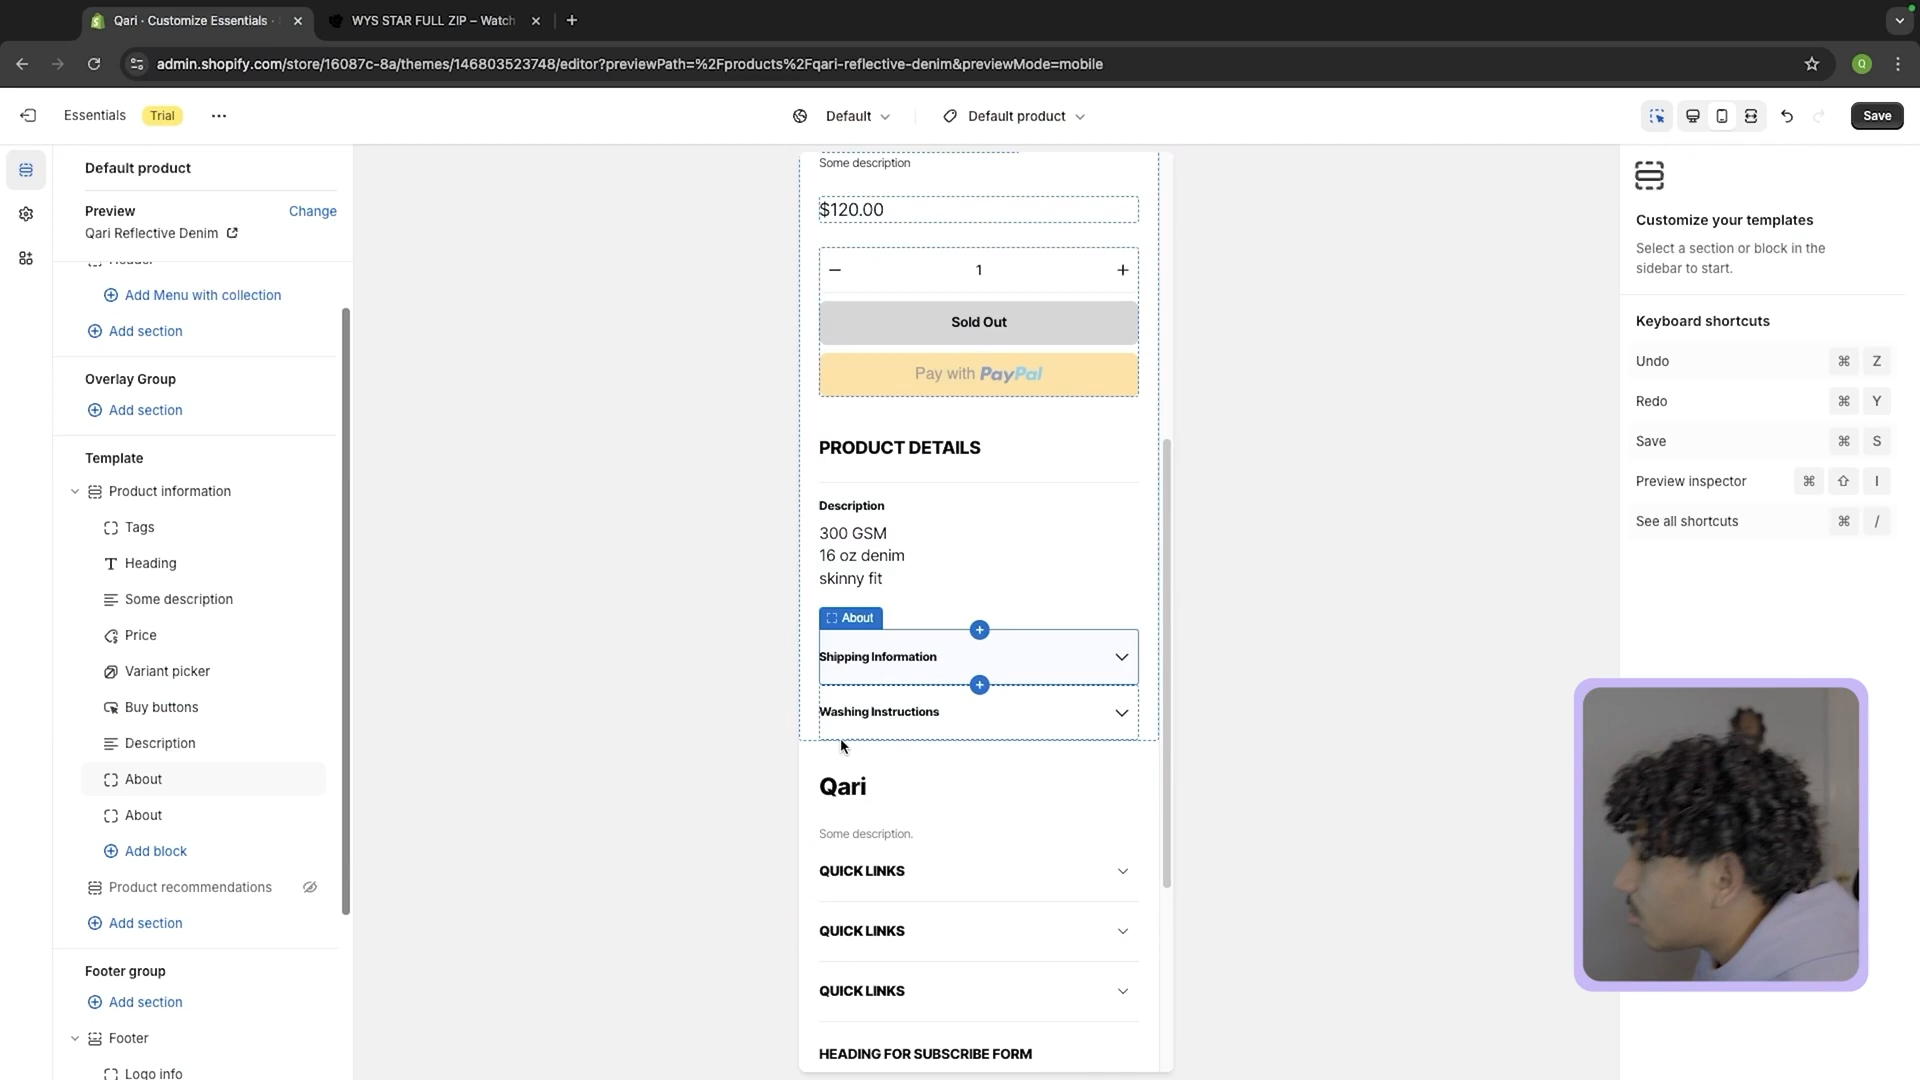 Qari · Customize Essentials ·
WYS STAR FULL ZIP – Watch
admin.shopify.com/store/16087c-8a/themes/146803523748/editor?previewPath=%2Fproducts%2Fqari-reflective-denim&previewMode=mobile
Q
Essentials
Trial
Default
Default product
Save
Default product
Preview
Change
Qari Reflective Denim
Header
Add Menu with collection
Add section
Overlay Group
Add section
Template
Product information
Tags
Heading
Some description
Price
Variant picker
Buy buttons
Description
About
About
Add block
Product recommendations
Add section
Footer group
Add section
Footer
Logo info
Some description
$120.00
1
Sold Out
Pay with PayPal
PRODUCT DETAILS
Description
300 GSM
16 oz denim
skinny fit
About
Shipping Information
Washing Instructions
Qari
Some description.
QUICK LINKS
QUICK LINKS
QUICK LINKS
HEADING FOR SUBSCRIBE FORM
Customize your templates
Select a section or block in the
sidebar to start.
Keyboard shortcuts
Undo ⌘ Z
Redo ⌘ Y
Save ⌘ S
Preview inspector ⌘ ⇧ I
See all shortcuts ⌘ /